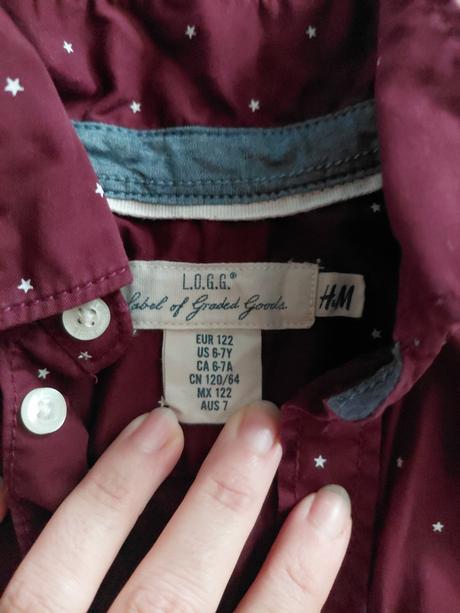 L.O.G.G.®
label of Graded Goods
H&M
EUR 122
US 6-7Y
CA 6-7A
CN 120/64
MX 122
AUS 7